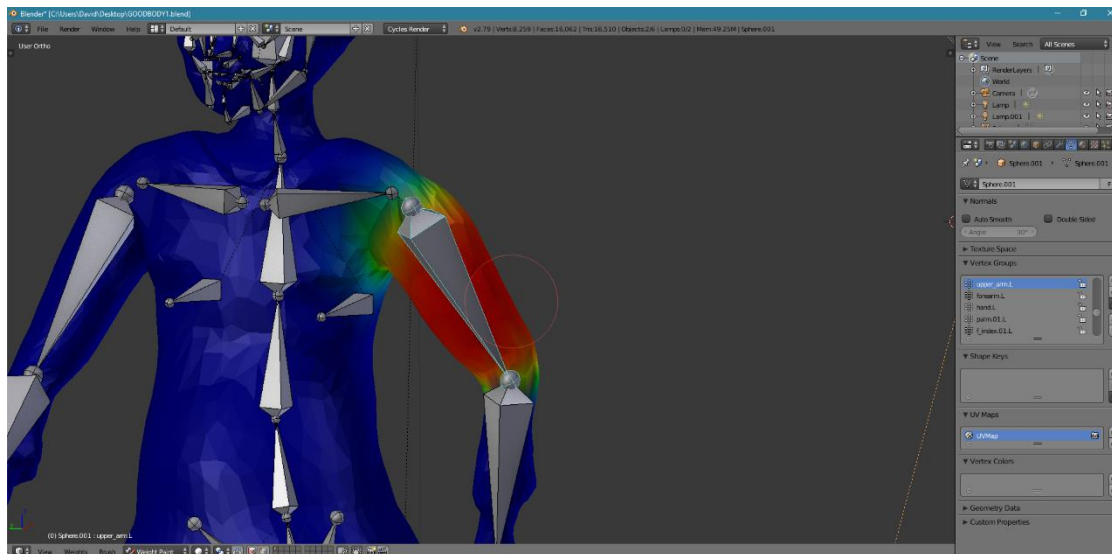 Blender* [C:\Users\David\Desktop\GOODBODY1.blend]
File Render Window Help Default Scene Cycles Render v2.79 | Verts:8,259 | Faces:16,062 | Tris:16,510 | Objects:2/6 | Lamps:0/2 | Mem:49.25M | Sphere.001
User Ortho
View Search All Scenes
Scene
RenderLayers
World
Camera
Lamp
Lamp.001
Sphere.001 Sphere.001
Sphere.001 F
Normals
Auto Smooth Double Sided
Angle: 30°
Texture Space
Vertex Groups
upper_arm.L
forearm.L
hand.L
palm.01.L
f_index.01.L
Shape Keys
UV Maps
UVMap
Vertex Colors
Geometry Data
Custom Properties
(0) Sphere.001 : upper_arm.L
View Weights Brush Weight Paint